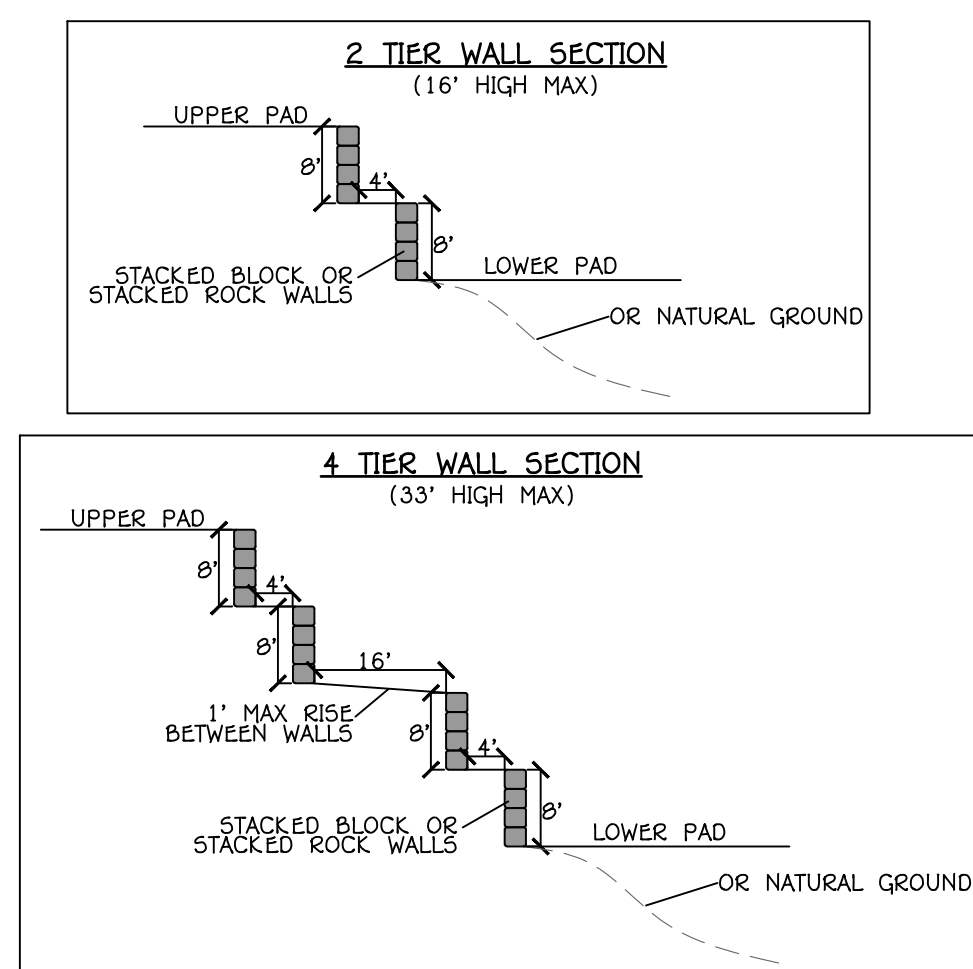 2 TIER WALL SECTION
(16' HIGH MAX)
UPPER PAD
8'
4'
8'
STACKED BLOCK OR
STACKED ROCK WALLS
LOWER PAD
OR NATURAL GROUND
4 TIER WALL SECTION
(33' HIGH MAX)
UPPER PAD
8'
4'
8'
16'
1' MAX RISE
BETWEEN WALLS
8'
4'
8'
STACKED BLOCK OR
STACKED ROCK WALLS
LOWER PAD
OR NATURAL GROUND